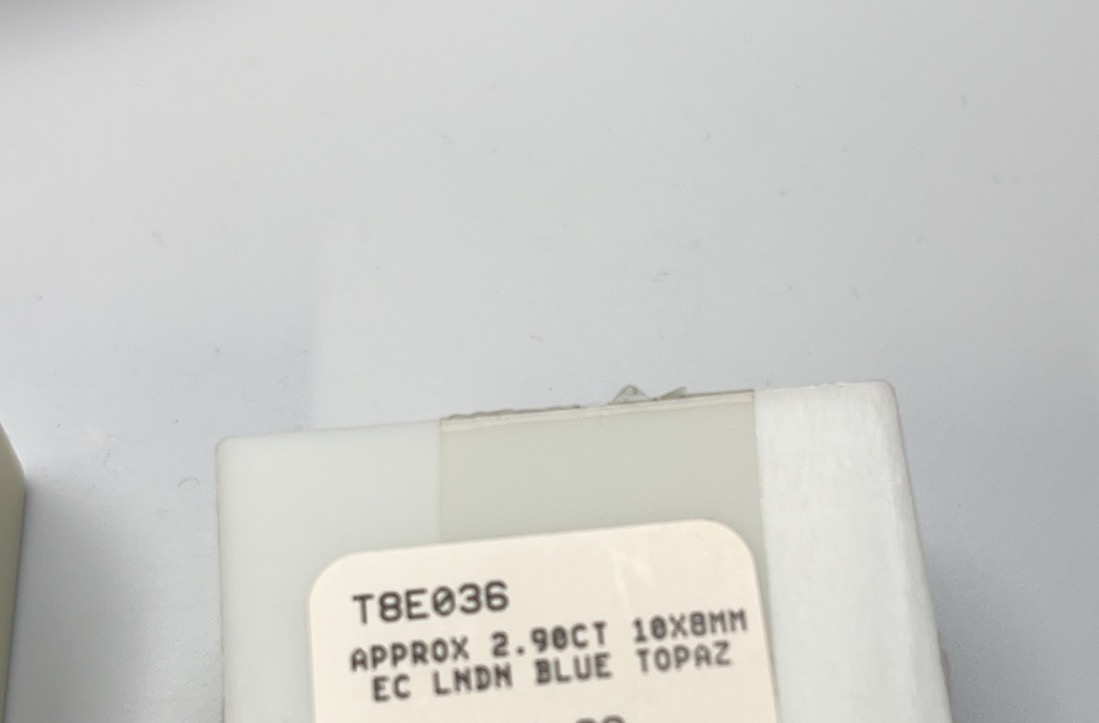 T8E036
APPROX 2.90CT 10X8MM
EC LNDN BLUE TOPAZ